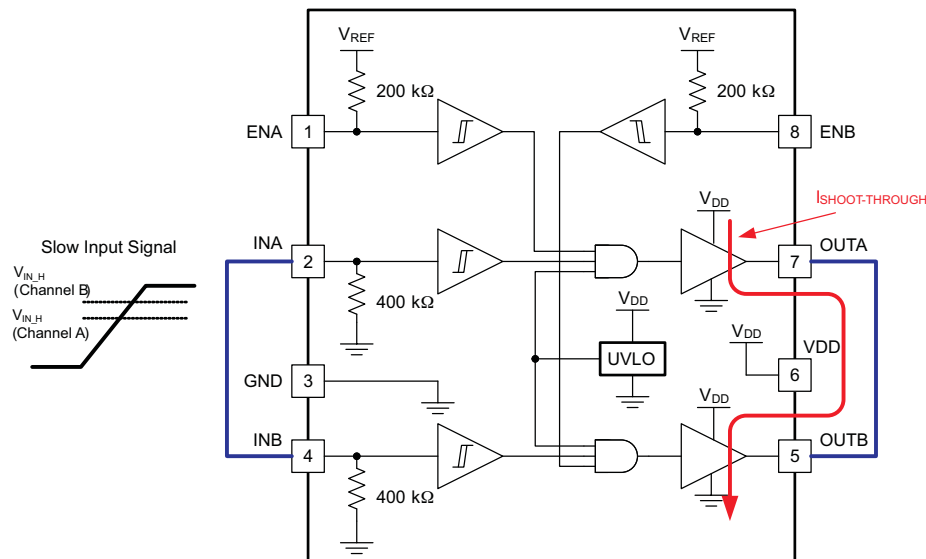 VREF
VREF
200 kΩ
200 kΩ
ENA
1
8
ENB
VDD
ISHOOT-THROUGH
Slow Input Signal
INA
2
7
OUTA
VIN_H
(Channel B)
VIN_H
(Channel A)
400 kΩ
VDD
VDD
VDD
UVLO
6
GND
3
VDD
INB
4
5
OUTB
400 kΩ